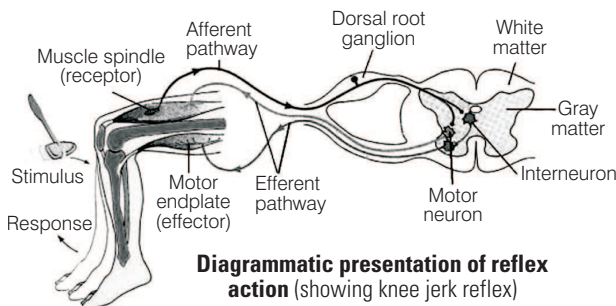 Afferent
pathway
Dorsal root
ganglion
White
matter
Muscle spindle
(receptor)
Gray
matter
Stimulus
Motor
endplate
(effector)
Efferent
pathway
Motor
neuron
Interneuron
Response
Diagrammatic presentation of reflex
action (showing knee jerk reflex)